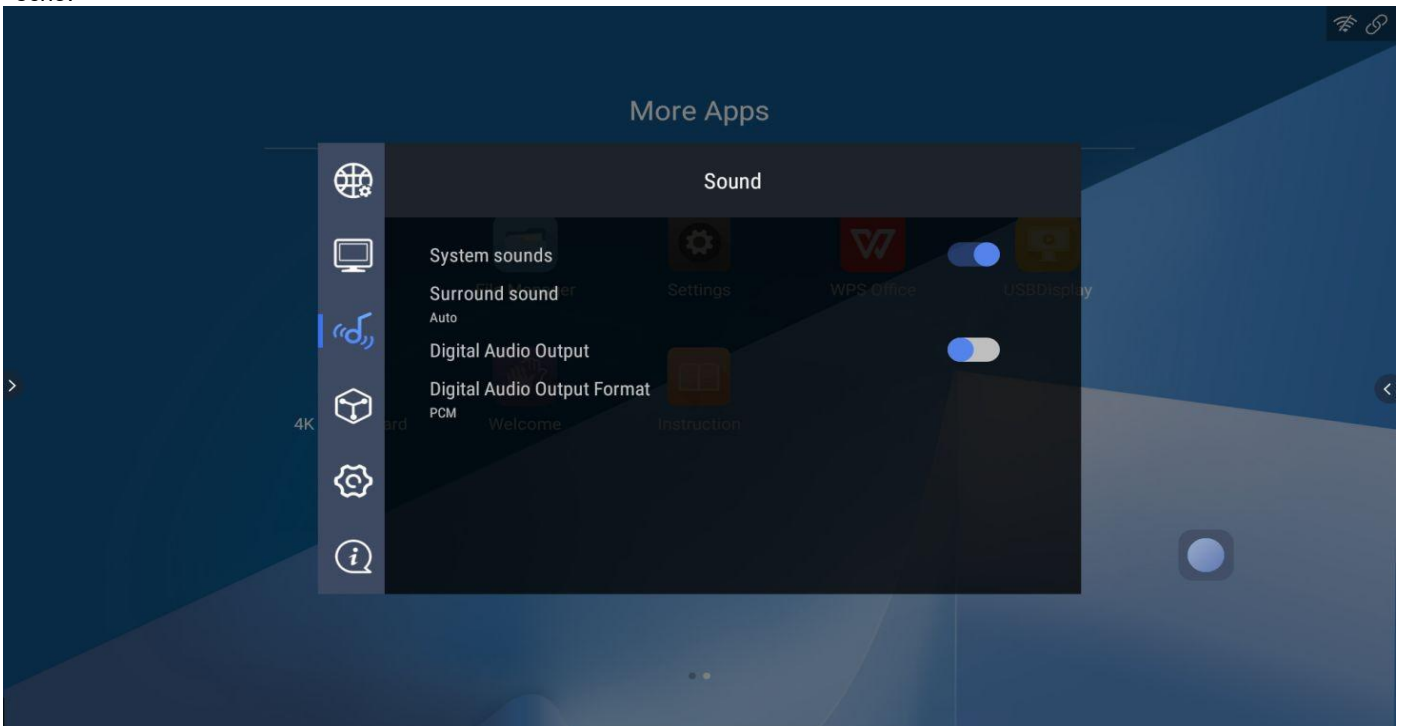 More Apps
Sound
System sounds
Surround sound
Auto
Digital Audio Output
Digital Audio Output Format
PCM
Settings
WPS Office
USBDisplay
4K
Welcome
Instruction